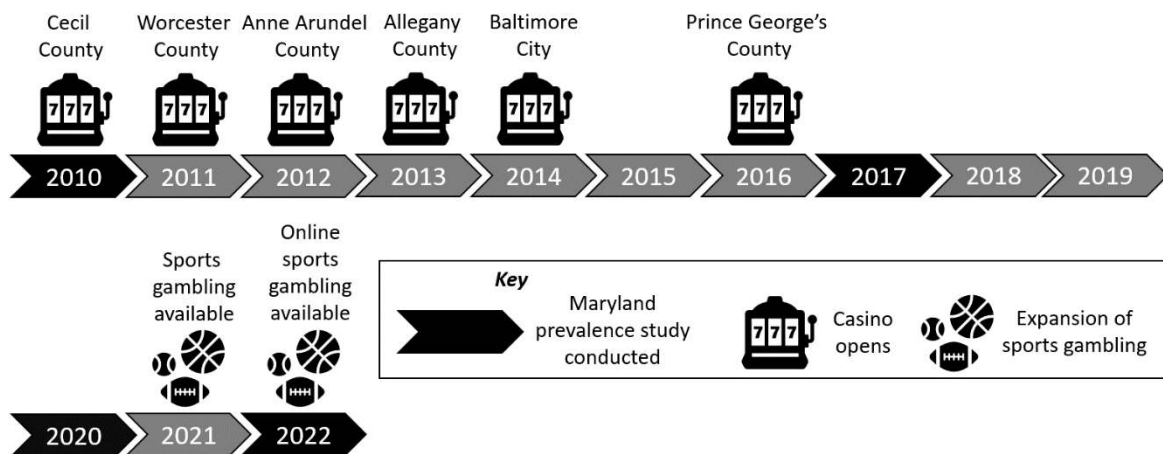 Cecil
County
Worcester
County
Anne Arundel
County
Allegany
County
Baltimore
City
Prince George’s
County
777
777
777
777
777
777
2010
2011
2012
2013
2014
2015
2016
2017
2018
2019
Sports
gambling
available
Online
sports
gambling
available
Key
Maryland
prevalence study
conducted
777
Casino
opens
Expansion of
sports gambling
2020
2021
2022